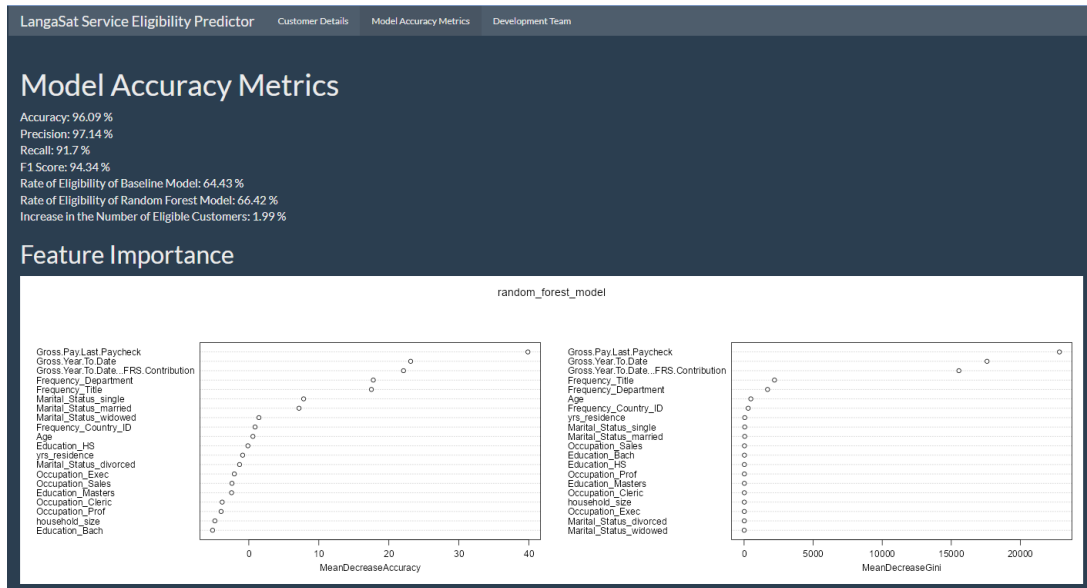 LangaSat Service Eligibility Predictor Customer Details Model Accuracy Metrics Development Team
Model Accuracy Metrics
Accuracy: 96.09 %
Precision: 97.14 %
Recall: 91.7 %
F1 Score: 94.34 %
Rate of Eligibility of Baseline Model: 64.43 %
Rate of Eligibility of Random Forest Model: 66.42 %
Increase in the Number of Eligible Customers: 1.99 %
Feature Importance
random_forest_model
Gross.Pay.Last.Paycheck
Gross.Year.To.Date
Gross.Year.To.Date...FRS.Contribution
Frequency_Department
Frequency_Title
Marital_Status_single
Marital_Status_married
Marital_Status_widowed
Frequency_Country_ID
Age
Education_HS
yrs_residence
Marital_Status_divorced
Occupation_Exec
Occupation_Sales
Education_Masters
Occupation_Cleric
Occupation_Prof
household_size
Education_Bach
0 10 20 30 40
MeanDecreaseAccuracy
Gross.Pay.Last.Paycheck
Gross.Year.To.Date
Gross.Year.To.Date...FRS.Contribution
Frequency_Title
Frequency_Department
Age
Frequency_Country_ID
yrs_residence
Marital_Status_single
Marital_Status_married
Occupation_Sales
Education_Bach
Education_HS
Occupation_Prof
Education_Masters
Occupation_Cleric
household_size
Occupation_Exec
Marital_Status_divorced
Marital_Status_widowed
0 5000 10000 15000 20000
MeanDecreaseGini